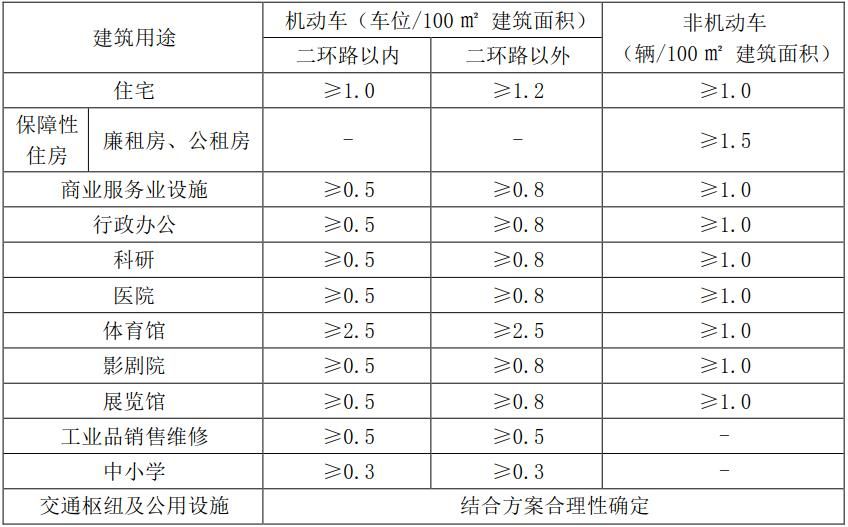 建筑用途 机动车（车位/100㎡ 建筑面积） 非机动车（辆/100㎡ 建筑面积）
二环路以内 二环路以外
住宅 ≥1.0 ≥1.2 ≥1.0
保障性住房 廉租房、公租房 - - ≥1.5
商业服务业设施 ≥0.5 ≥0.8 ≥1.0
行政办公 ≥0.5 ≥0.8 ≥1.0
科研 ≥0.5 ≥0.8 ≥1.0
医院 ≥0.5 ≥0.8 ≥1.0
体育馆 ≥2.5 ≥2.5 ≥1.0
影剧院 ≥0.5 ≥0.8 ≥1.0
展览馆 ≥0.5 ≥0.8 ≥1.0
工业品销售维修 ≥0.5 ≥0.5 -
中小学 ≥0.3 ≥0.3 -
交通枢纽及公用设施 结合方案合理性确定